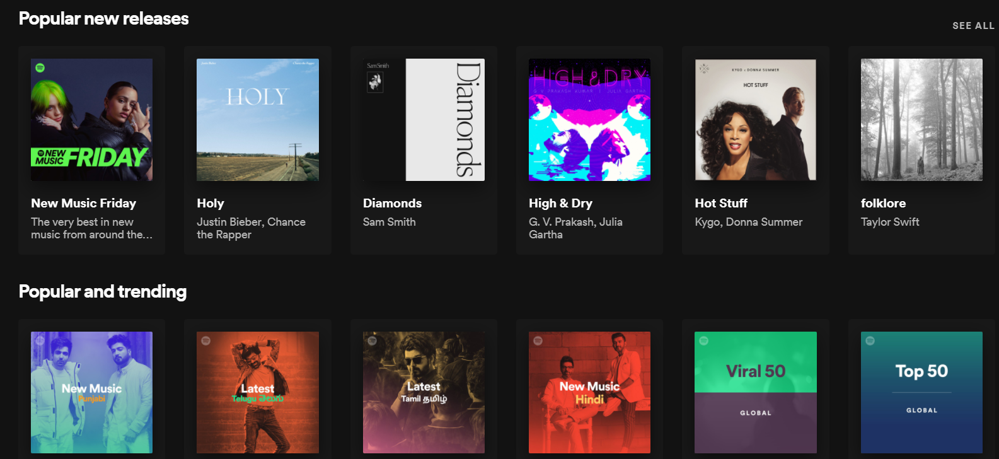 Popular new releases
SEE ALL
NEW
MUSIC FRIDAY
Justin Bieber
Chance the Rapper
HOLY
SamSmith
Diamonds
HIGH & DRY
G V PRAKASH KUMAR | JULIA GARTHA
KYGO x DONNA SUMMER
HOT STUFF
New Music Friday
The very best in new
music from around the...
Holy
Justin Bieber, Chance
the Rapper
Diamonds
Sam Smith
High & Dry
G. V. Prakash, Julia
Gartha
Hot Stuff
Kygo, Donna Summer
folklore
Taylor Swift
Popular and trending
New Music
Punjabi
Latest
Telugu తెలుగు
Latest
Tamil தமிழ்
New Music
Hindi
Viral 50
GLOBAL
Top 50
GLOBAL